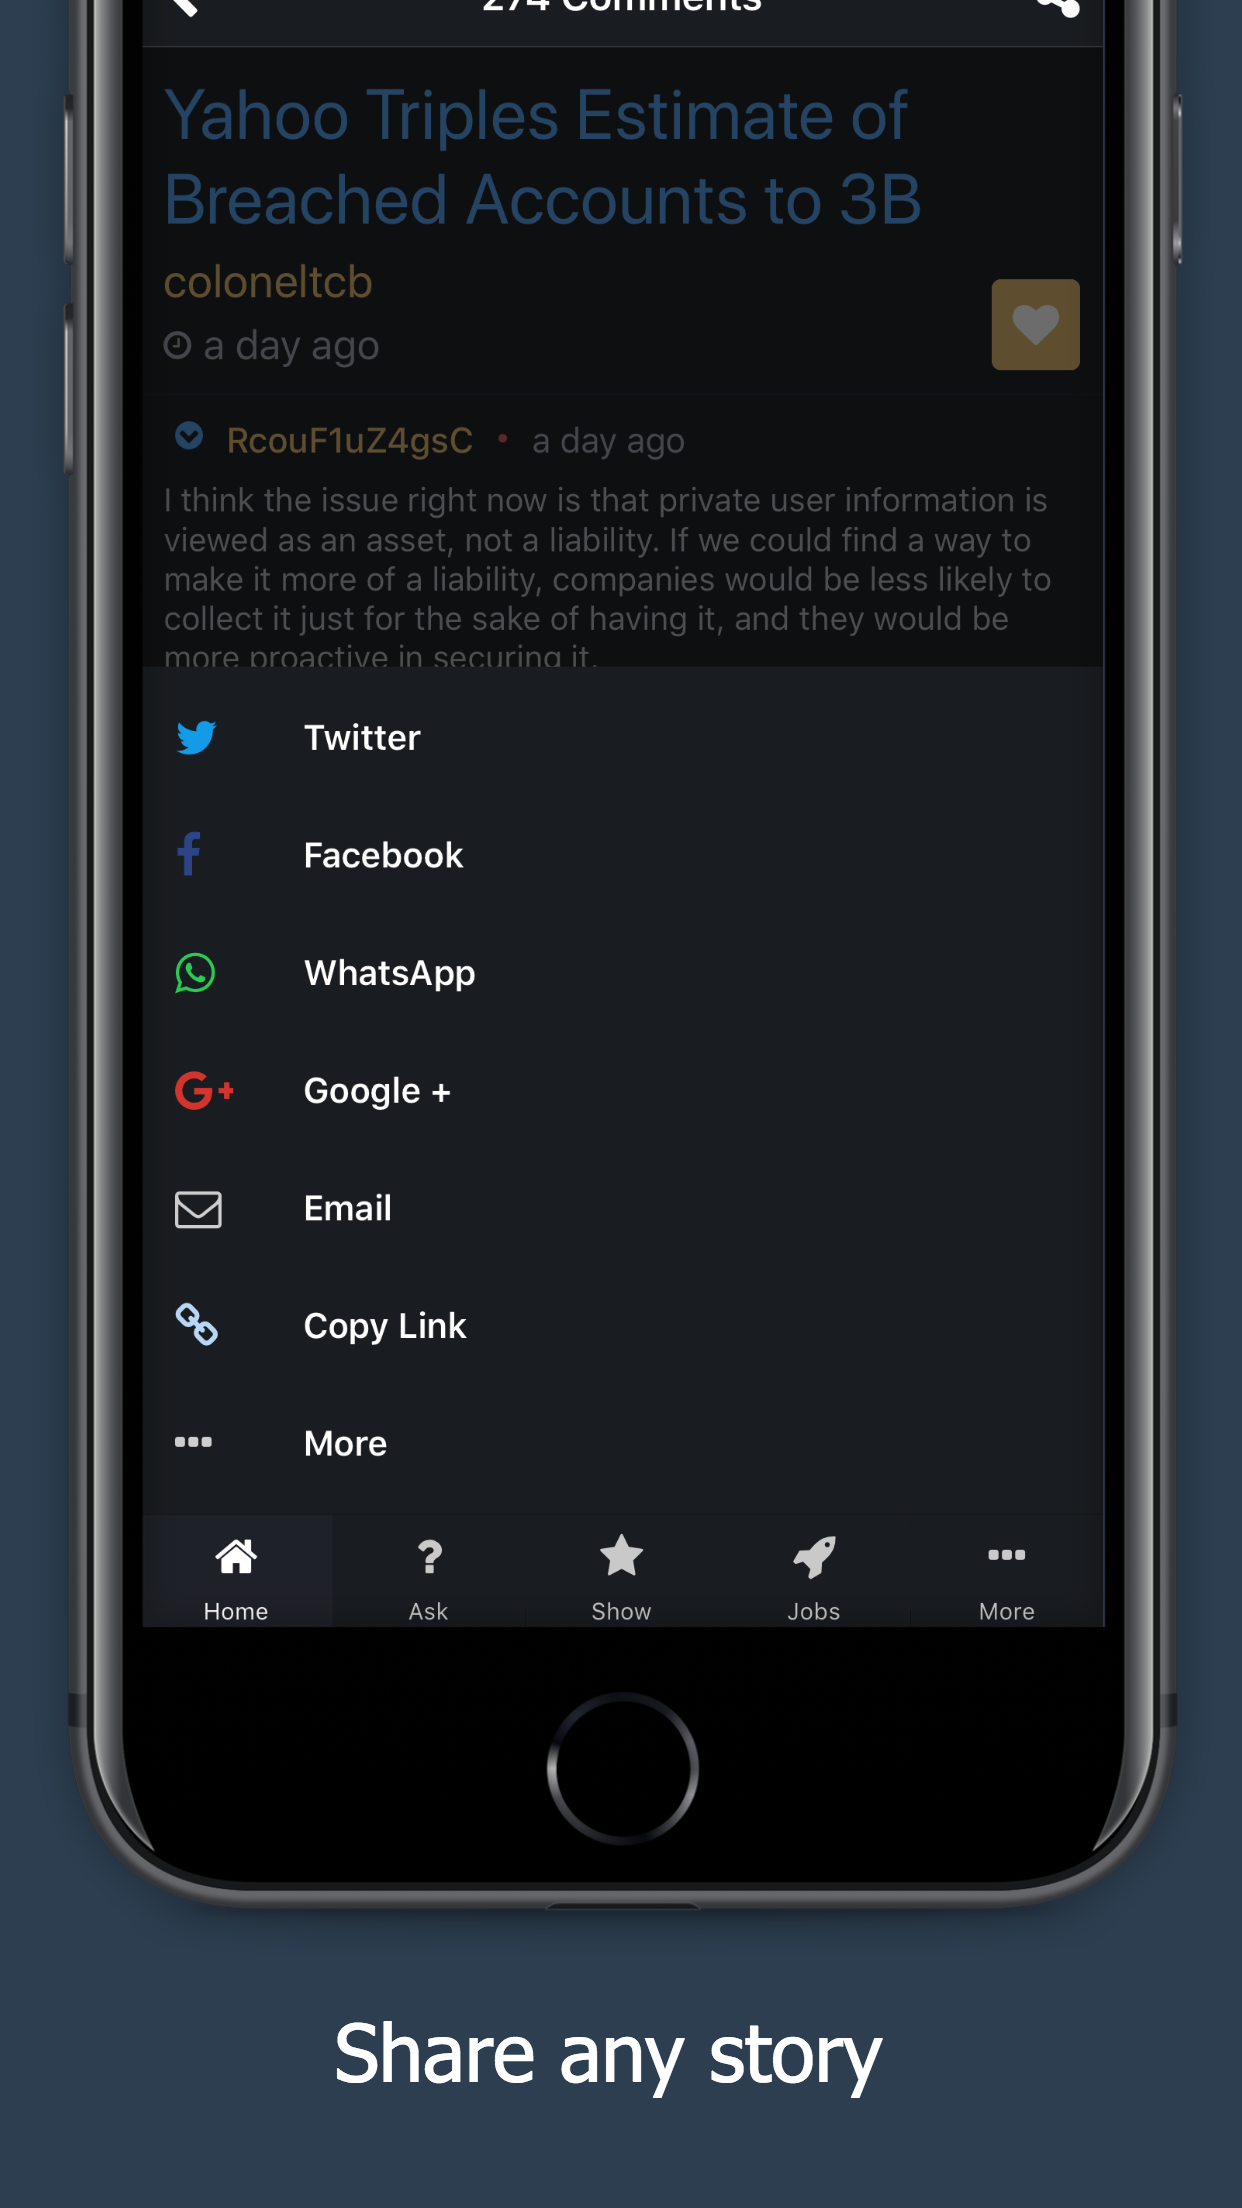 274 Comments
Yahoo Triples Estimate of
Breached Accounts to 3B
coloneltcb
a day ago
RcouF1uZ4gsC • a day ago
I think the issue right now is that private user information is
viewed as an asset, not a liability. If we could find a way to
make it more of a liability, companies would be less likely to
collect it just for the sake of having it, and they would be
more proactive in securing it.
Twitter
Facebook
WhatsApp
Google +
Email
Copy Link
More
Home
Ask
Show
Jobs
More
Share any story